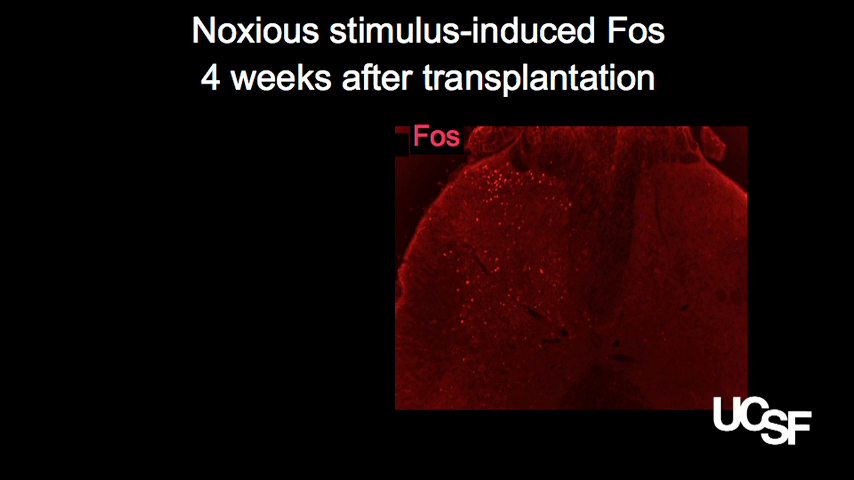 Noxious stimulus-induced Fos
4 weeks after transplantation
Fos
UCSF